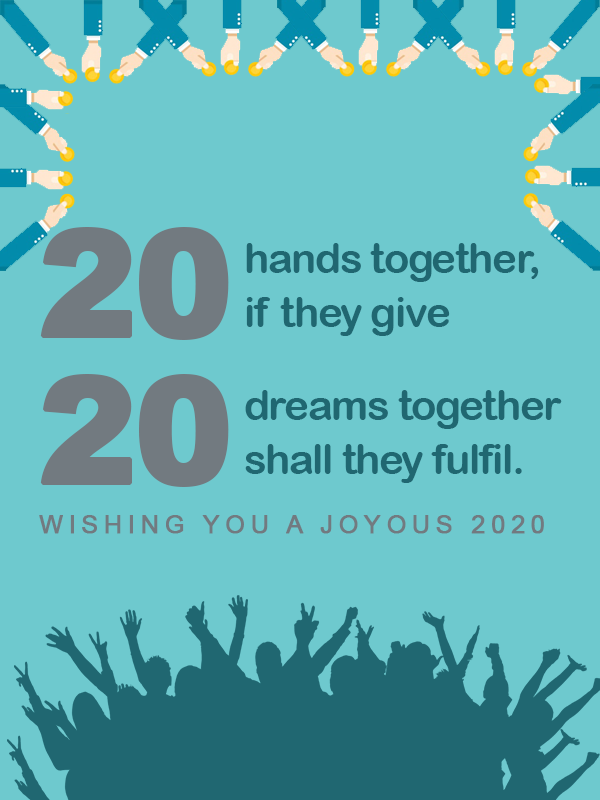 20 hands together,
if they give
20 dreams together
shall they fulfil.
WISHING YOU A JOYOUS 2020